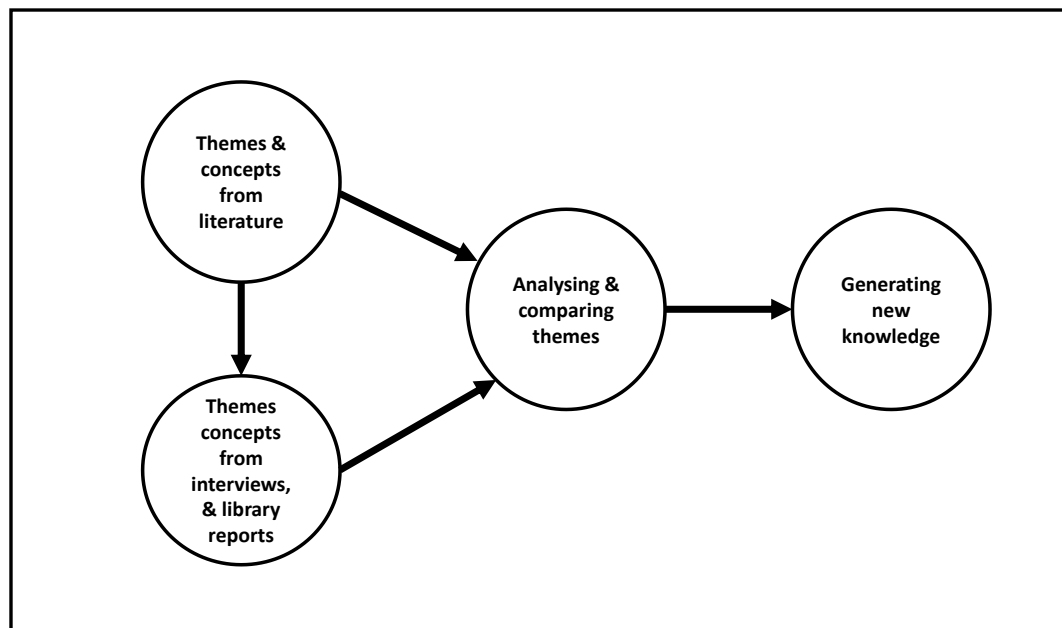 Themes &
concepts
from
literature
Themes
concepts
from
interviews,
& library
reports
Analysing &
comparing
themes
Generating
new
knowledge